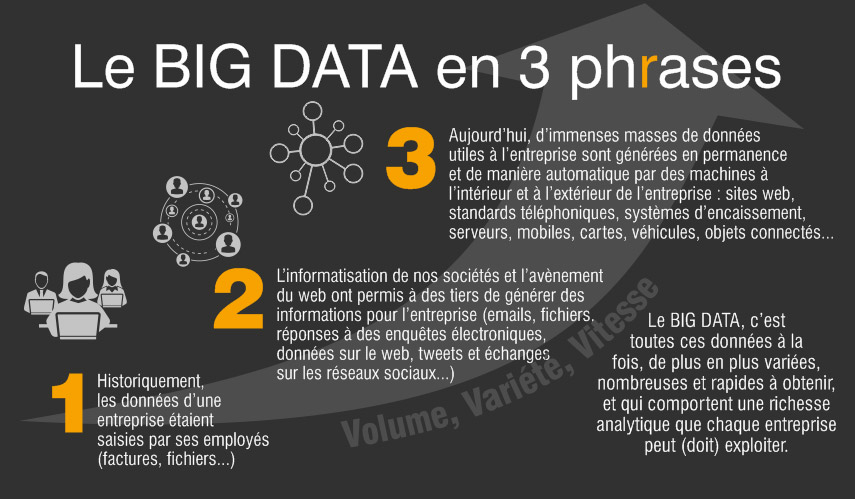 Le BIG DATA en 3 phrases
3
Aujourd’hui, d’immenses masses de données
utiles à l’entreprise sont générées en permanence
et de manière automatique par des machines à
l’intérieur et à l’extérieur de l’entreprise : sites web,
standards téléphoniques, systèmes d’encaissement,
serveurs, mobiles, cartes, véhicules, objets connectés...
2
L’informatisation de nos sociétés et l’avènement
du web ont permis à des tiers de générer des
informations pour l’entreprise (emails, fichiers.
réponses à des enquêtes électroniques,
données sur le web, tweets et échanges
sur les réseaux sociaux...)
1
Historiquement,
les données d’une
entreprise étaient
saisies par ses employés
(factures, fichiers...)
Volume, Variété, Vitesse
Le BIG DATA, c’est
toutes ces données à la
fois, de plus en plus variées,
nombreuses et rapides à obtenir,
et qui comportent une richesse
analytique que chaque entreprise
peut (doit) exploiter.